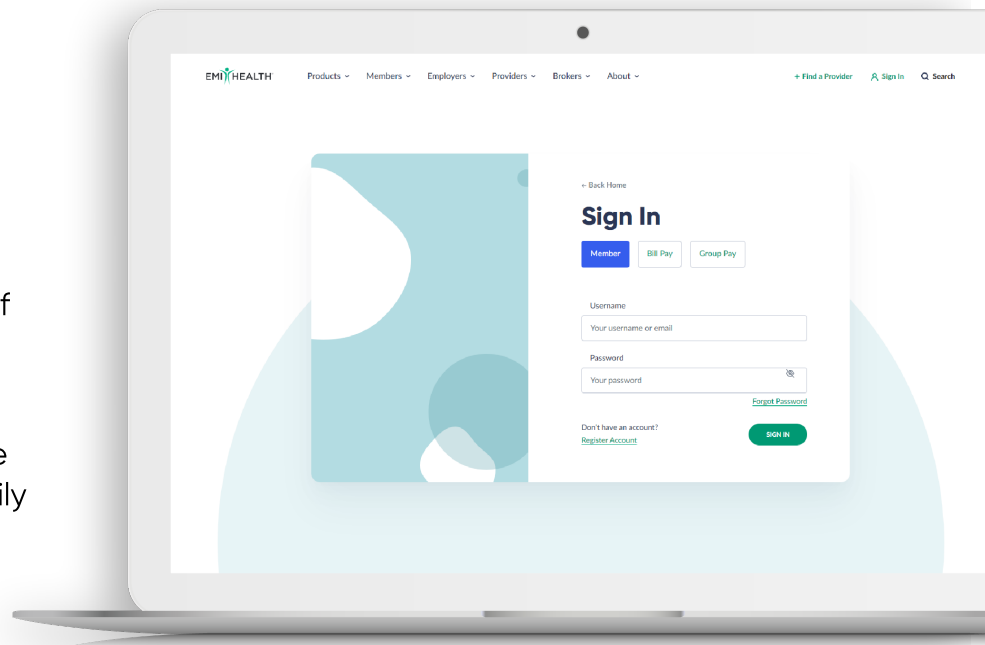 f
e
ily
EMI HEALTH Products Members Employers Providers Brokers About + Find a Provider Sign In Search
← Back Home
Sign In
Member Bill Pay Group Pay
Username
Your username or email
Password
Your password
Forgot Password
Don't have an account?
Register Account
SIGN IN